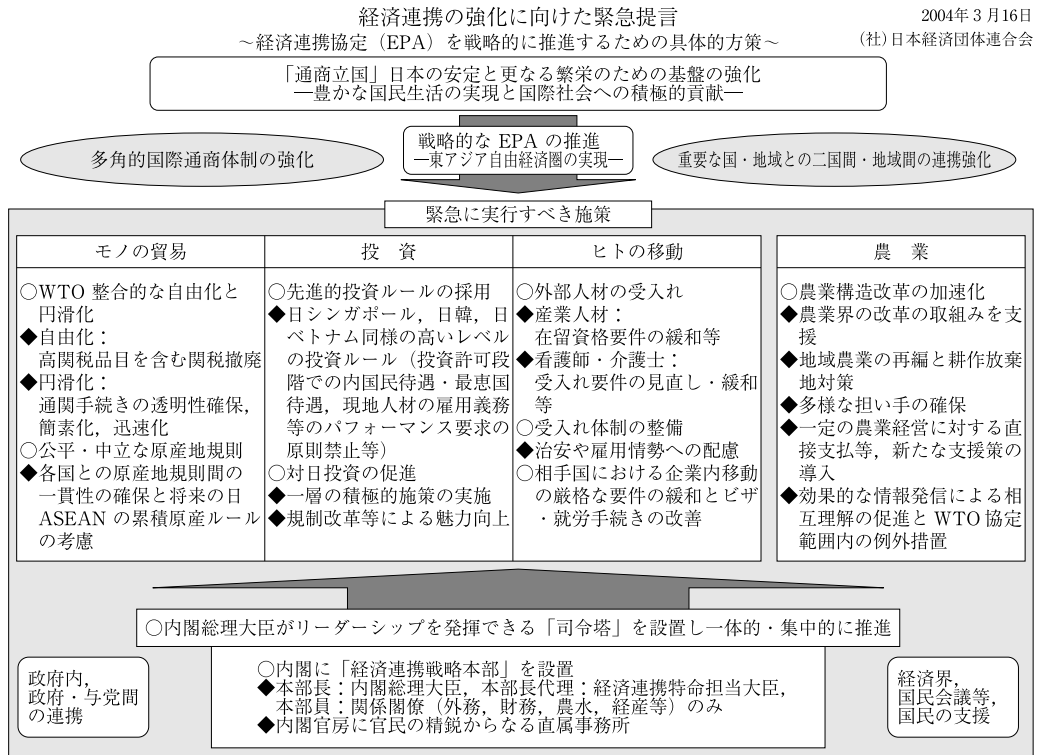 経済連携の強化に向けた緊急提言
2004年３月16日
～経済連携協定（EPA）を戦略的に推進するための具体的方策～
（社）日本経済団体連合会
「通商立国」日本の安定と更なる繁栄のための基盤の強化
―豊かな国民生活の実現と国際社会への積極的貢献―
多角的国際通商体制の強化
戦略的な EPA の推進
―東アジア自由経済圏の実現―
重要な国・地域との二国間・地域間の連携強化
緊急に実行すべき施策
モノの貿易
○WTO 整合的な自由化と
円滑化
◆自由化：
高関税品目を含む関税撤廃
◆円滑化：
通関手続きの透明性確保，
簡素化，迅速化
○公平・中立な原産地規則
◆各国との原産地規則間の
一貫性の確保と将来の日
ASEAN の累積原産ルール
の考慮
投　資
○先進的投資ルールの採用
◆日シンガポール，日韓，日
ベトナム同様の高いレベル
の投資ルール（投資許可段
階での内国民待遇・最恵国
待遇，現地人材の雇用義務
等のパフォーマンス要求の
原則禁止等）
○対日投資の促進
◆一層の積極的施策の実施
◆規制改革等による魅力向上
ヒトの移動
○外部人材の受入れ
◆産業人材：
在留資格要件の緩和等
◆看護師・介護士：
受入れ要件の見直し・緩和
等
○受入れ体制の整備
◆治安や雇用情勢への配慮
○相手国における企業内移動
の厳格な要件の緩和とビザ
・就労手続きの改善
農　業
○農業構造改革の加速化
◆農業界の改革の取組みを支
援
◆地域農業の再編と耕作放棄
地対策
◆多様な担い手の確保
◆一定の農業経営に対する直
接支払等，新たな支援策の
導入
◆効果的な情報発信による相
互理解の促進と WTO 協定
範囲内の例外措置
○内閣総理大臣がリーダーシップを発揮できる「司令塔」を設置し一体的・集中的に推進
政府内，
政府・与党間
の連携
○内閣に「経済連携戦略本部」を設置
◆本部長：内閣総理大臣，本部長代理：経済連携特命担当大臣，
本部員：関係閣僚（外務，財務，農水，経産等）のみ
◆内閣官房に官民の精鋭からなる直属事務所
経済界，
国民会議等，
国民の支援